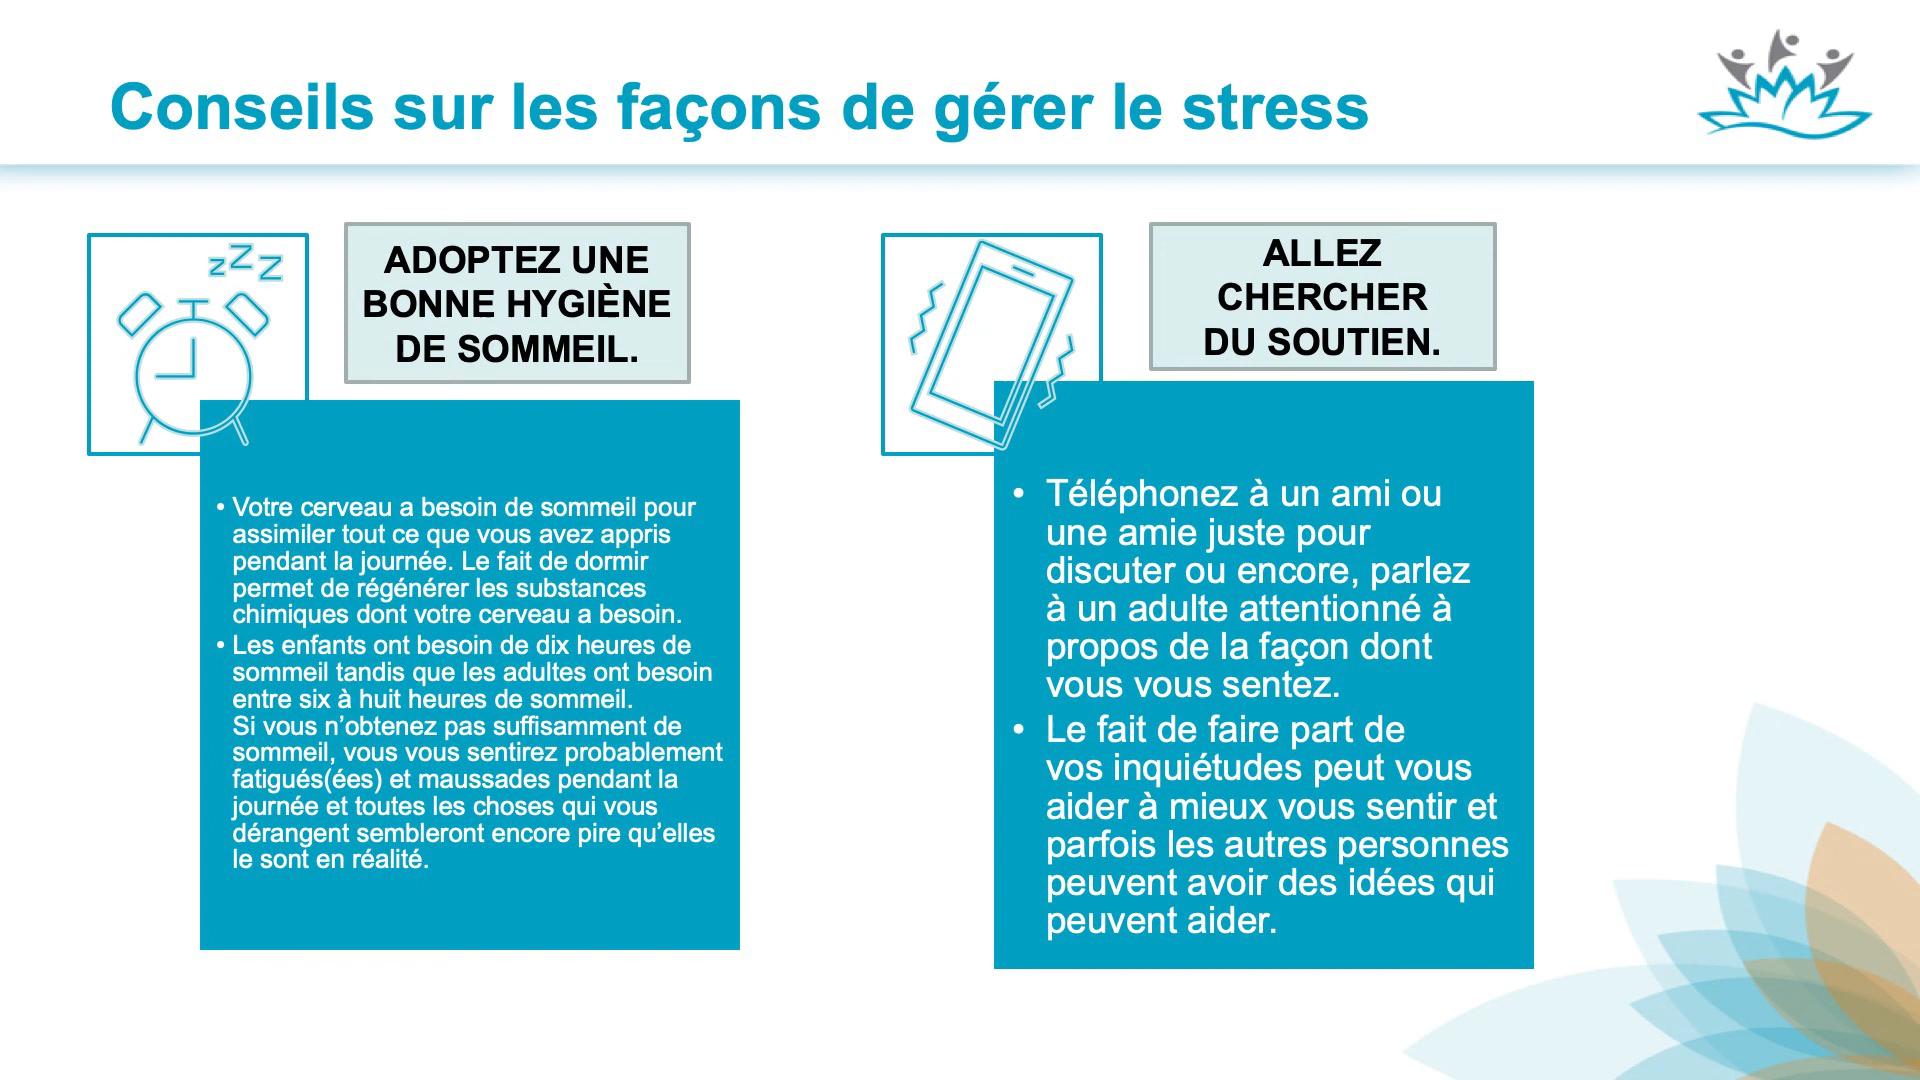 Conseils sur les façons de gérer le stress
zZz
ADOPTEZ UNE
BONNE HYGIÈNE
DE SOMMEIL.
• Votre cerveau a besoin de sommeil pour
assimiler tout ce que vous avez appris
pendant la journée. Le fait de dormir
permet de régénérer les substances
chimiques dont votre cerveau a besoin.
• Les enfants ont besoin de dix heures de
sommeil tandis que les adultes ont besoin
entre six à huit heures de sommeil.
Si vous n’obtenez pas suffisamment de
sommeil, vous vous sentirez probablement
fatigués(ées) et maussades pendant la
journée et toutes les choses qui vous
dérangent sembleront encore pire qu’elles
le sont en réalité.
ALLEZ
CHERCHER
DU SOUTIEN.
• Téléphonez à un ami ou
une amie juste pour
discuter ou encore, parlez
à un adulte attentionné à
propos de la façon dont
vous vous sentez.
• Le fait de faire part de
vos inquiétudes peut vous
aider à mieux vous sentir et
parfois les autres personnes
peuvent avoir des idées qui
peuvent aider.